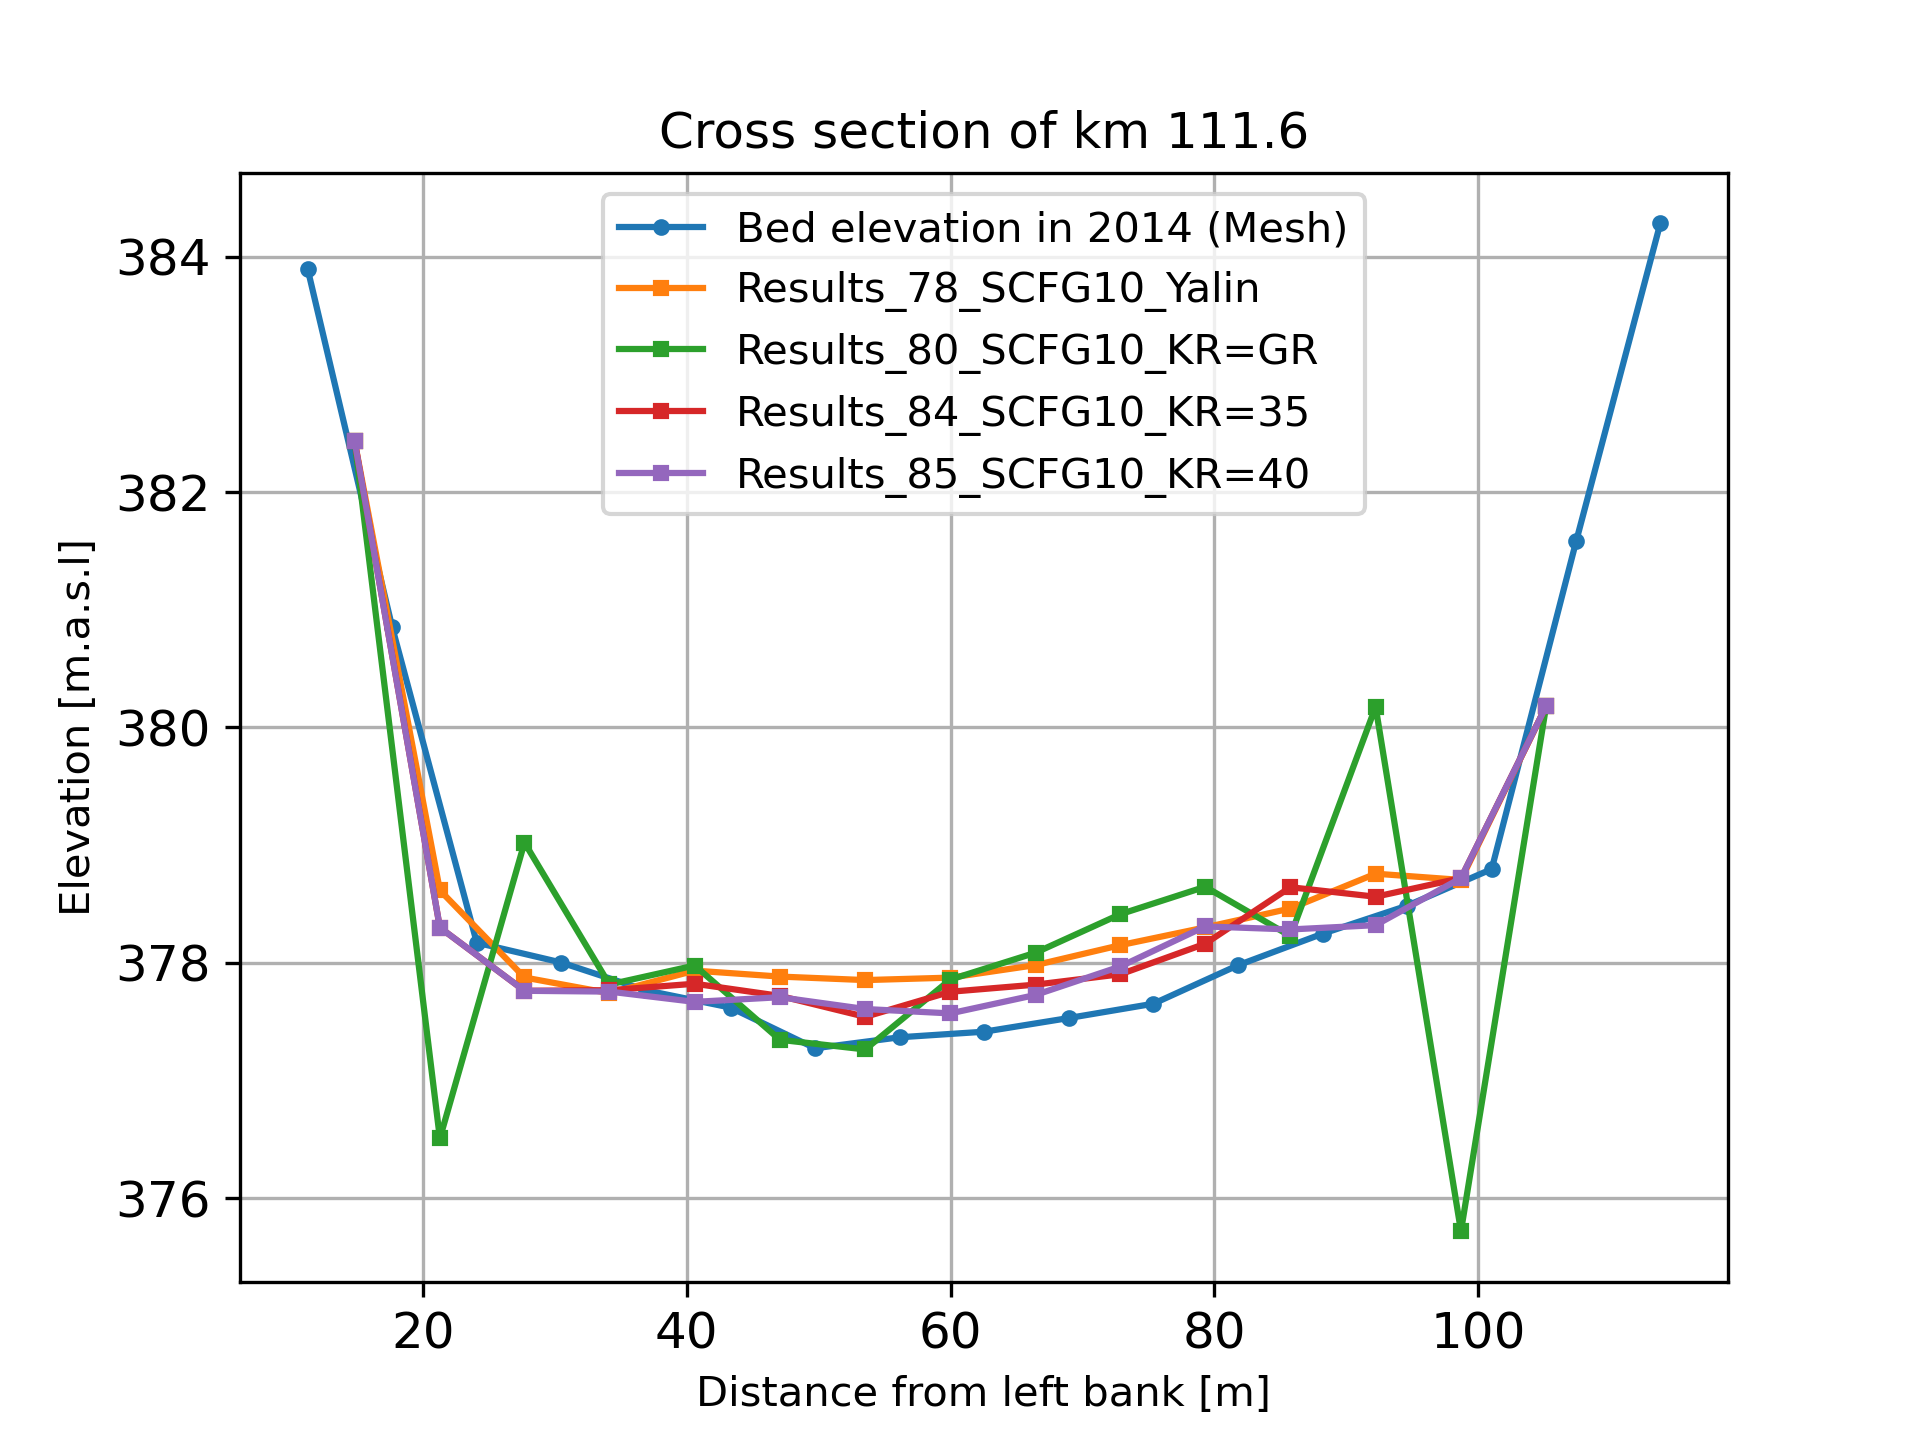 Cross section of km 111.6
Bed elevation in 2014 (Mesh)
Results_78_SCFG10_Yalin
Results_80_SCFG10_KR=GR
Results_84_SCFG10_KR=35
Results_85_SCFG10_KR=40
384
382
380
378
376
Elevation [m.a.s.l]
20 40 60 80 100
Distance from left bank [m]